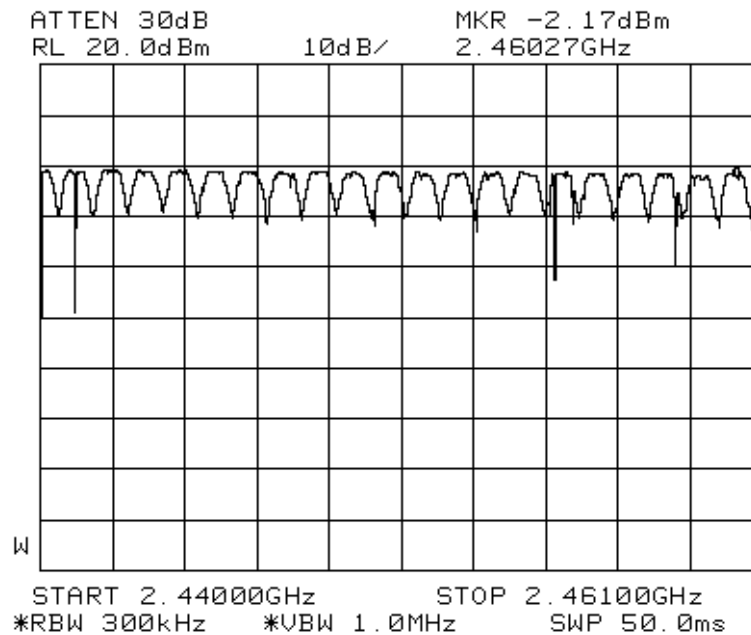 ATTEN 30dB MKR -2.17dBm
RL 20.0dBm 10dB/ 2.46027GHz
W
START 2.44000GHz STOP 2.46100GHz
*RBW 300kHz *VBW 1.0MHz SWP 50.0ms